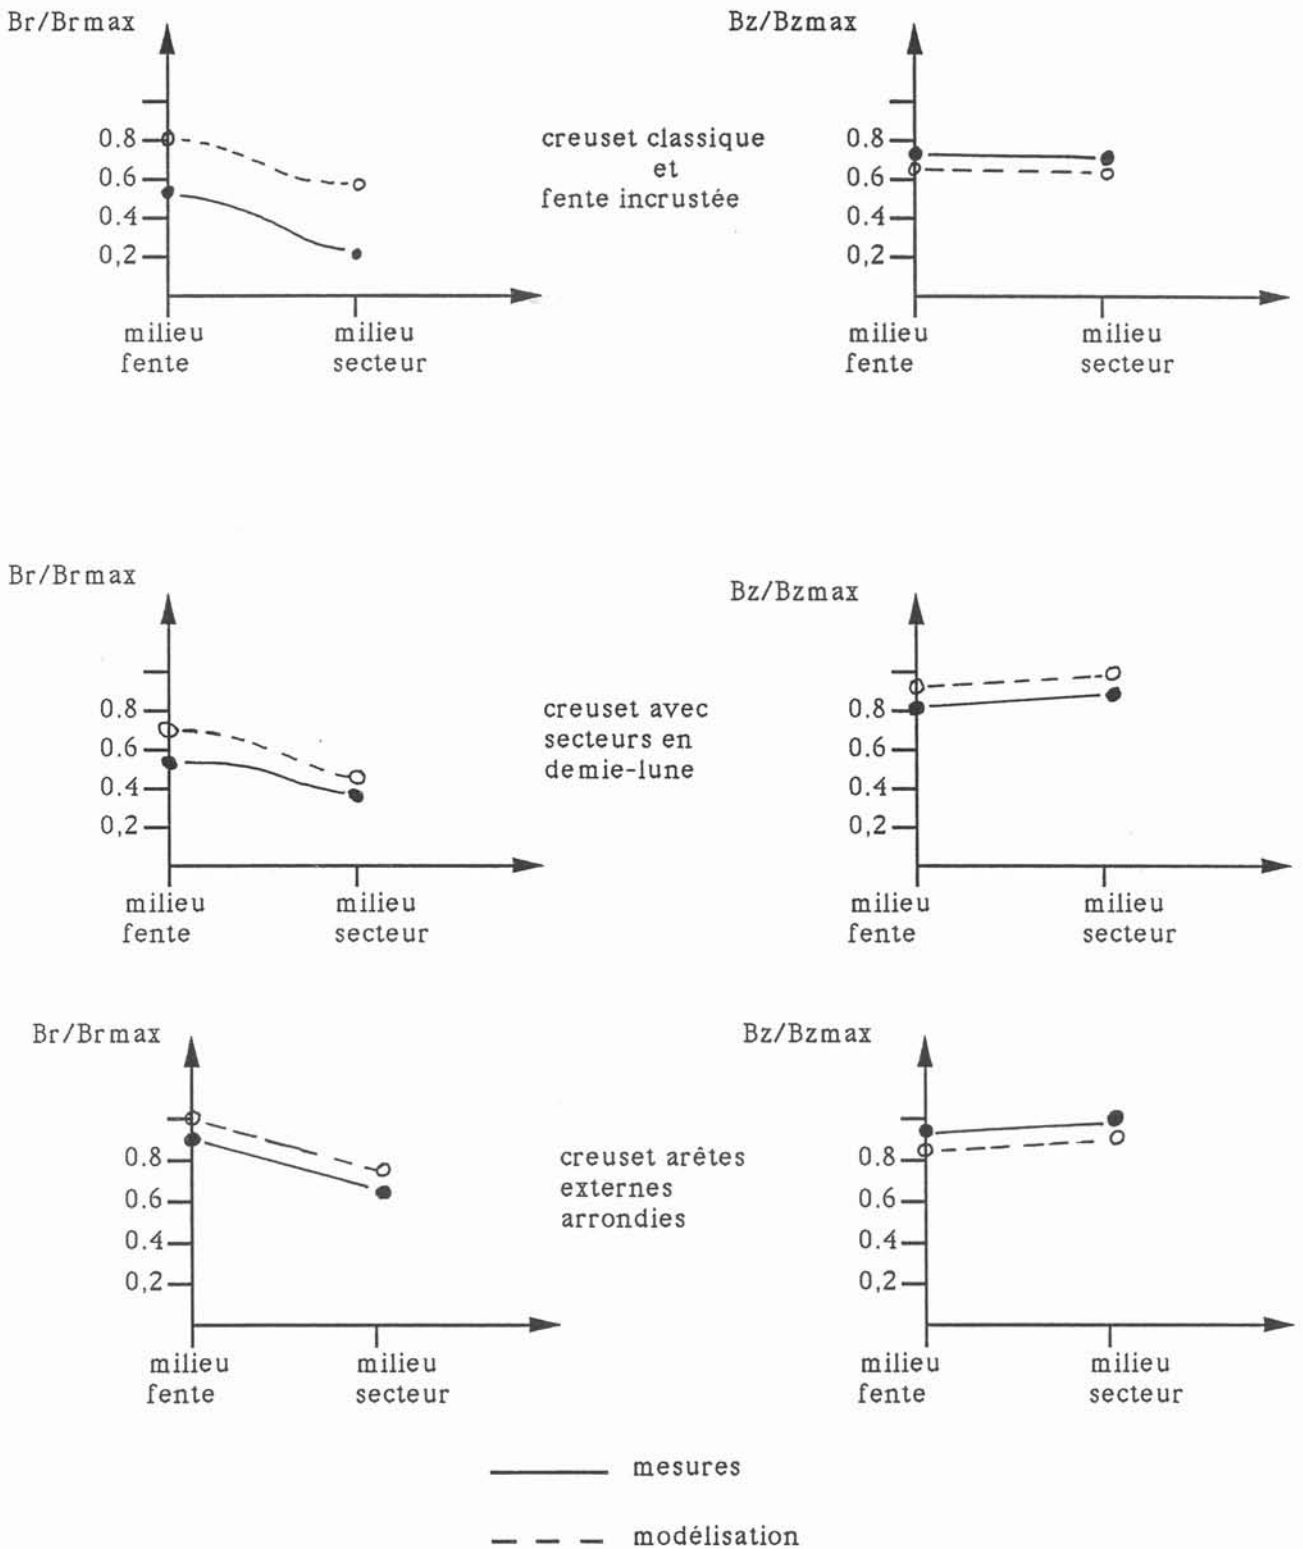 Br/Brmax
Bz/Bzmax
0.8
0.6
0.4
0,2
creuset classique
et
fente incrustée
0.8
0.6
0.4
0,2
milieu
fente
milieu
secteur
milieu
fente
milieu
secteur
Br/Brmax
Bz/Bzmax
0.8
0.6
0.4
0,2
creuset avec
secteurs en
demie-lune
0.8
0.6
0.4
0,2
milieu
fente
milieu
secteur
milieu
fente
milieu
secteur
Br/Brmax
Bz/Bzmax
0.8
0.6
0.4
0,2
creuset arêtes
externes
arrondies
0.8
0.6
0.4
0,2
milieu
fente
milieu
secteur
milieu
fente
milieu
secteur
mesures
modélisation